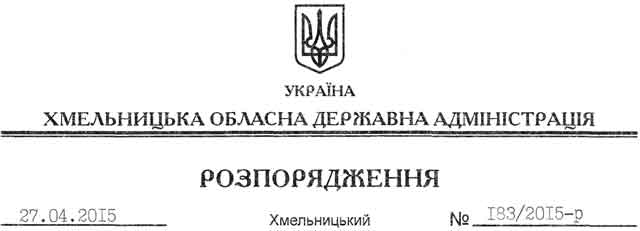 УКРАЇНА
ХМЕЛЬНИЦЬКА ОБЛАСНА ДЕРЖАВНА АДМІНІСТРАЦІЯ
РОЗПОРЯДЖЕННЯ
27.04.2015 Хмельницький № 183/2015-р